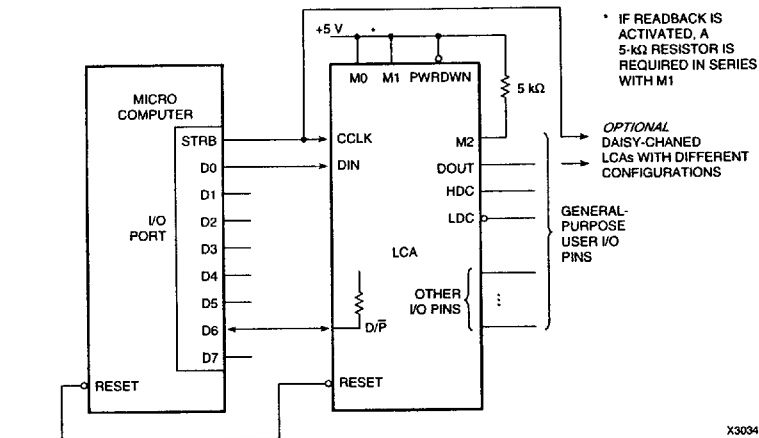 +5 V
*
* IF READBACK IS
ACTIVATED, A
5-kΩ RESISTOR IS
REQUIRED IN SERIES
WITH M1
M0 M1 PWRDWN
5 kΩ
MICRO
COMPUTER
STRB
D0
D1
D2
D3
D4
D5
D6
D7
I/O
PORT
RESET
CCLK
DIN
M2
DOUT
HDC
LDC
LCA
OTHER
I/O PINS
D/P̅
RESET
OPTIONAL
DAISY-CHANED
LCAs WITH DIFFERENT
CONFIGURATIONS
GENERAL-
PURPOSE
USER I/O
PINS
X3034